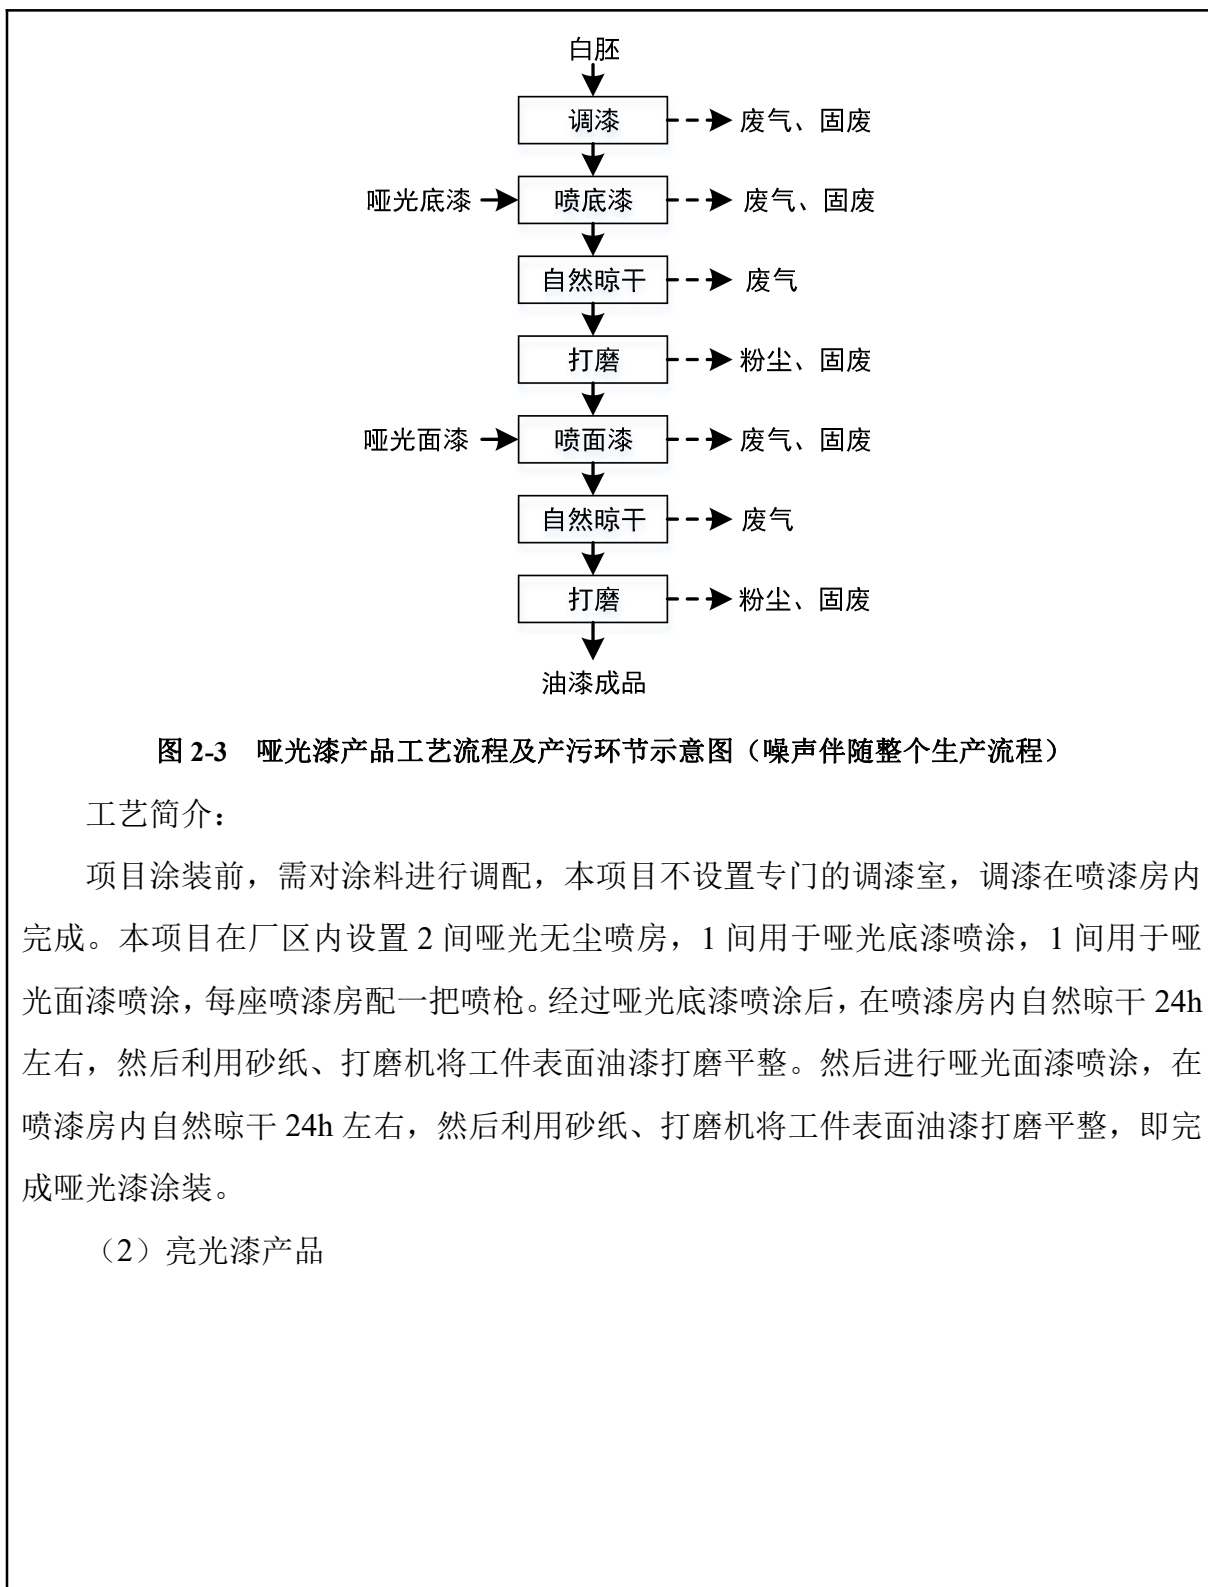 白胚
调漆 废气、固废
哑光底漆 喷底漆 废气、固废
自然晾干 废气
打磨 粉尘、固废
哑光面漆 喷面漆 废气、固废
自然晾干 废气
打磨 粉尘、固废
油漆成品
图 2-3 哑光漆产品工艺流程及产污环节示意图（噪声伴随整个生产流程）
工艺简介：
项目涂装前，需对涂料进行调配，本项目不设置专门的调漆室，调漆在喷漆房内
完成。本项目在厂区内设置 2 间哑光无尘喷房，1 间用于哑光底漆喷涂，1 间用于哑
光面漆喷涂，每座喷漆房配一把喷枪。经过哑光底漆喷涂后，在喷漆房内自然晾干 24h
左右，然后利用砂纸、打磨机将工件表面油漆打磨平整。然后进行哑光面漆喷涂，在
喷漆房内自然晾干 24h 左右，然后利用砂纸、打磨机将工件表面油漆打磨平整，即完
成哑光漆涂装。
（2）亮光漆产品